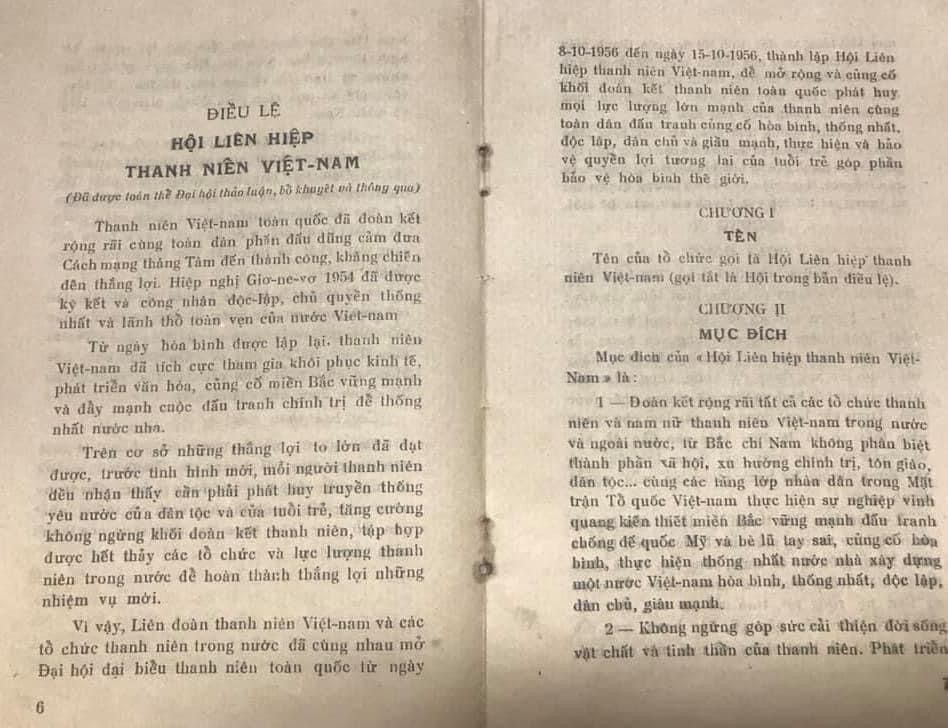 ĐIỀU LỆ
HỘI LIÊN HIỆP
THANH NIÊN VIỆT-NAM
(Đã được toàn thể Đại hội thảo luận, bổ khuyết và thông qua)
Thanh niên Việt-nam toàn quốc đã đoàn kết
rộng rãi cùng toàn dân phấn đấu dũng cảm đưa
Cách mạng tháng Tám đến thành công, kháng chiến
đến thắng lợi. Hiệp nghị Giơ-ne-vơ 1954 đã được
ký kết và công nhận độc-lập, chủ quyền thống
nhất và lãnh thổ toàn vẹn của nước Việt-nam
Từ ngày hòa bình được lập lại, thanh niên
Việt-nam đã tích cực tham gia khôi phục kinh tế,
phát triển văn hóa, củng cố miền Bắc vững mạnh
và đẩy mạnh cuộc đấu tranh chính trị để thống
nhất nước nhà.
Trên cơ sở những thắng lợi to lớn đã đạt
được, trước tình hình mới, mỗi người thanh niên
đều nhận thấy cần phải phát huy truyền thống
yêu nước của dân tộc và của tuổi trẻ, tăng cường
không ngừng khối đoàn kết thanh niên, tập hợp
được hết thảy các tổ chức và lực lượng thanh
niên trong nước để hoàn thành thắng lợi những
nhiệm vụ mới.
Vì vậy, Liên đoàn thanh niên Việt-nam và các
tổ chức thanh niên trong nước đã cùng nhau mở
Đại hội đại biểu thanh niên toàn quốc từ ngày
6
8-10-1956 đến ngày 15-10-1956, thành lập Hội Liên
hiệp thanh niên Việt-nam, để mở rộng và củng cố
khối đoàn kết thanh niên toàn quốc phát huy
mọi lực lượng lớn mạnh của thanh niên cùng
toàn dân đấu tranh củng cố hòa bình, thống nhất,
độc lập, dân chủ và giầu mạnh, thực hiện và bảo
vệ quyền lợi tương lai của tuổi trẻ góp phần
bảo vệ hòa bình thế giới.
CHƯƠNG I
TÊN
Tên của tổ chức gọi là Hội Liên hiệp thanh
niên Việt-nam (gọi tắt là Hội trong bản điều lệ).
CHƯƠNG II
MỤC ĐÍCH
Mục đích của « Hội Liên hiệp thanh niên Việt-
Nam » là :
1 — Đoàn kết rộng rãi tất cả các tổ chức thanh
niên và nam nữ thanh niên Việt-nam trong nước
và ngoài nước, từ Bắc chí Nam không phân biệt
thành phần xã hội, xu hướng chính trị, tôn giáo,
dân tộc... cùng các tầng lớp nhân dân trong Mặt
trận Tổ quốc Việt-nam thực hiện sự nghiệp vinh
quang kiến thiết miền Bắc vững mạnh đấu tranh
chống đế quốc Mỹ và bè lũ tay sai, củng cố hòa
bình, thực hiện thống nhất nước nhà xây dựng
một nước Việt-nam hòa bình, thống nhất, độc lập,
dân chủ, giàu mạnh.
2 — Không ngừng góp sức cải thiện đời sống
vật chất và tinh thần của thanh niên. Phát triển
7